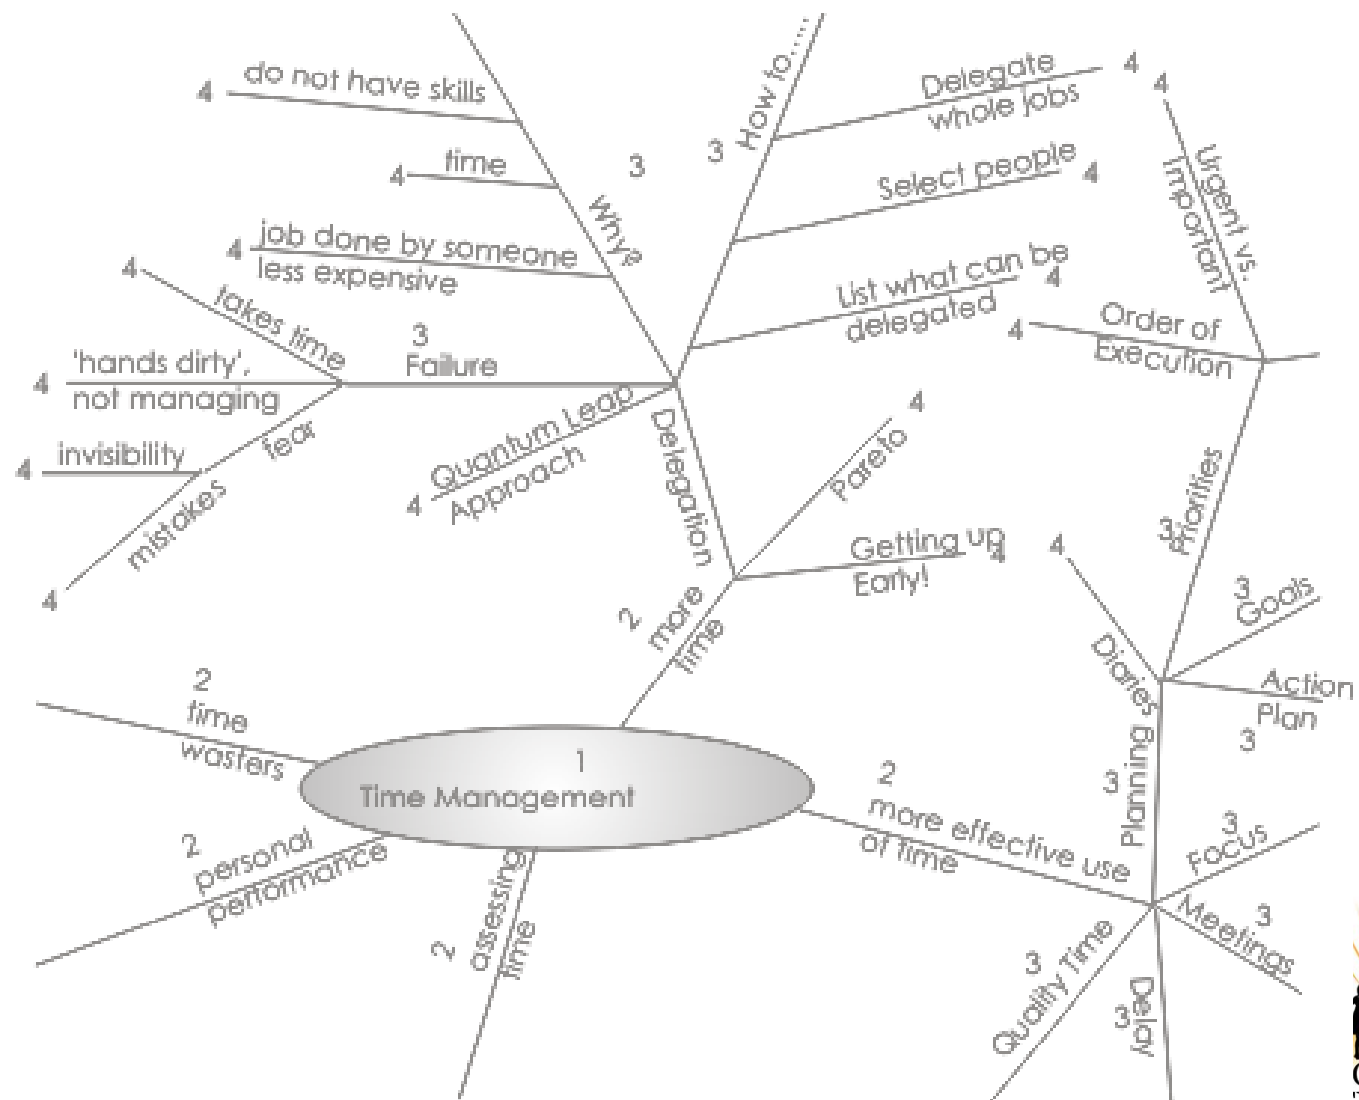 How to.....
do not have skills
4
time
4
3
3
Why?
job done by someone
less expensive
4
4
takes time
3
Failure
'hands dirty',
not managing
4
invisibility
4
fear
mistakes
4
Quantum Leap
Approach
4
Delegation
Delegate
whole jobs
4
Select people
4
List what can be
delegated
4
4
Urgent vs.
Important
4
Order of
Execution
Pareto
4
Getting up
Early!
4
2
more
time
3
Priorities
4
Diaries
3
Goals
Action
Plan
3
Planning
3
2
time
wasters
1
Time Management
2
personal
performance
2
assessing
time
2
more effective use
of time
3
Focus
3
Meetings
3
Quality Time
3
Delay